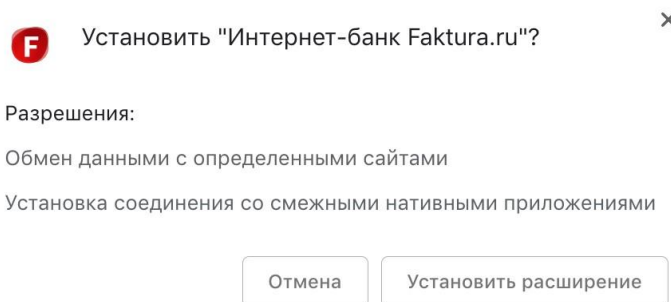 F
Установить "Интернет-банк Faktura.ru"?
Разрешения:
Обмен данными с определенными сайтами
Установка соединения со смежными нативными приложениями
Отмена
Установить расширение